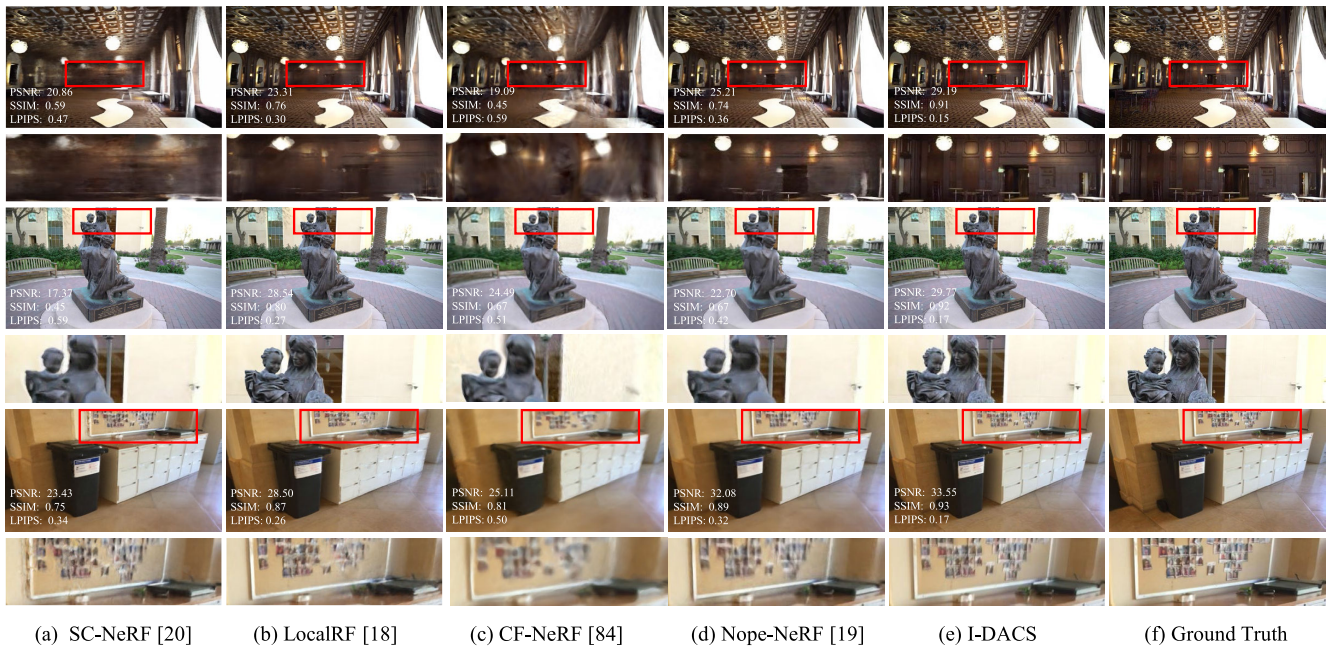 PSNR: 20.86
SSIM: 0.59
LPIPS: 0.47
PSNR: 23.31
SSIM: 0.76
LPIPS: 0.30
PSNR: 19.09
SSIM: 0.45
LPIPS: 0.59
PSNR: 25.21
SSIM: 0.74
LPIPS: 0.36
PSNR: 29.19
SSIM: 0.91
LPIPS: 0.15
PSNR: 17.37
SSIM: 0.45
LPIPS: 0.59
PSNR: 28.54
SSIM: 0.80
LPIPS: 0.27
PSNR: 24.49
SSIM: 0.67
LPIPS: 0.51
PSNR: 22.70
SSIM: 0.67
LPIPS: 0.42
PSNR: 29.77
SSIM: 0.92
LPIPS: 0.17
PSNR: 23.43
SSIM: 0.75
LPIPS: 0.34
PSNR: 28.50
SSIM: 0.87
LPIPS: 0.26
PSNR: 25.11
SSIM: 0.81
LPIPS: 0.50
PSNR: 32.08
SSIM: 0.89
LPIPS: 0.32
PSNR: 33.55
SSIM: 0.93
LPIPS: 0.17
(a) SC-NeRF [20]
(b) LocalRF [18]
(c) CF-NeRF [84]
(d) Nope-NeRF [19]
(e) I-DACS
(f) Ground Truth